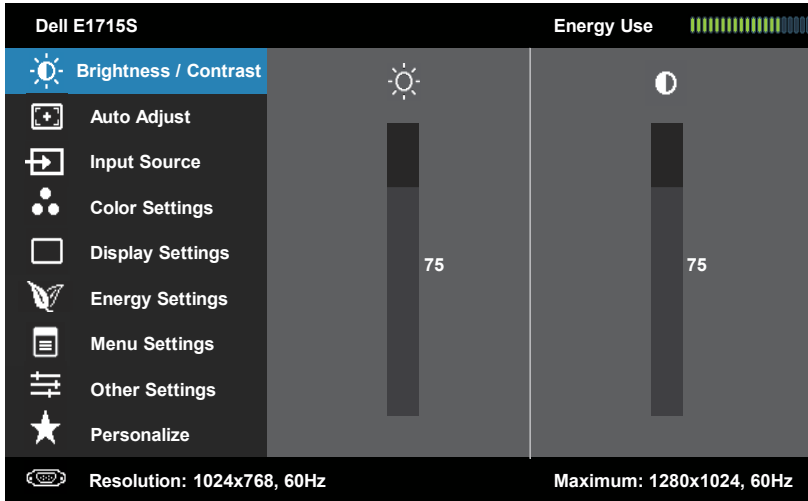 Dell E1715S Energy Use
Brightness / Contrast
Auto Adjust
Input Source
Color Settings
Display Settings
75 75
Energy Settings
Menu Settings
Other Settings
Personalize
Resolution: 1024x768, 60Hz Maximum: 1280x1024, 60Hz